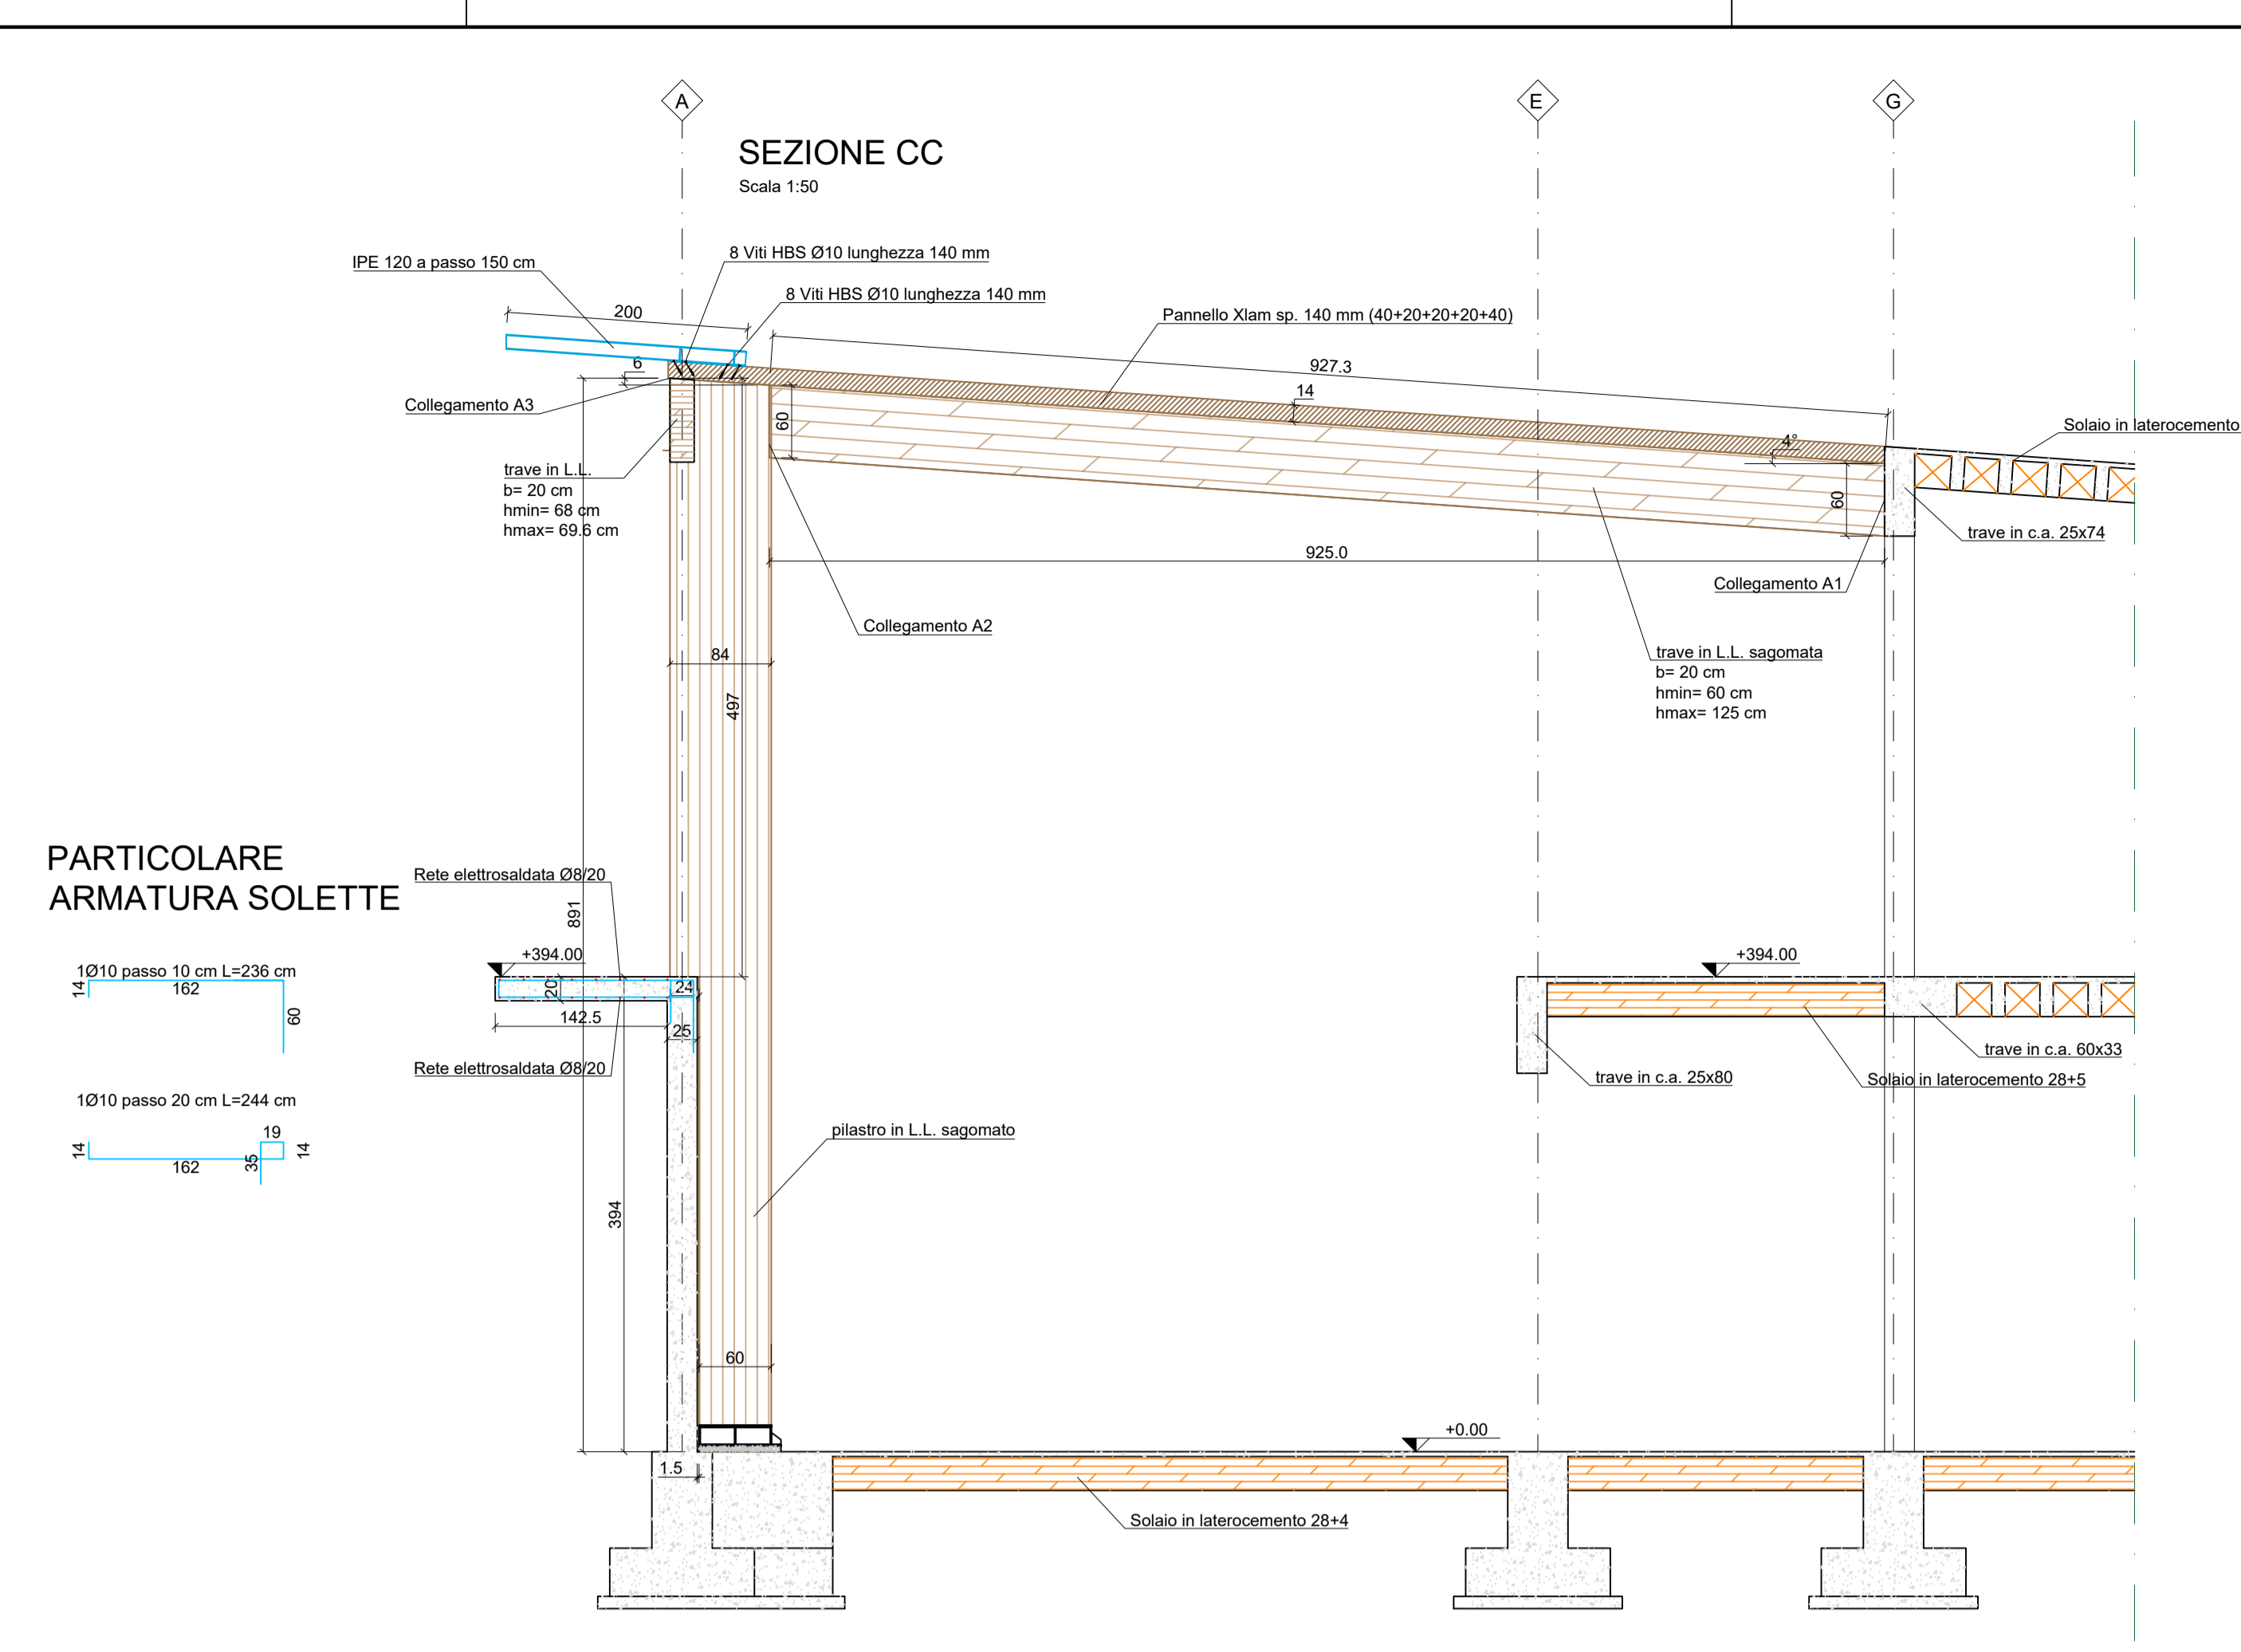 A
E
G
SEZIONE CC
Scala 1:50
8 Viti HBS Ø10 lunghezza 140 mm
IPE 120 a passo 150 cm
8 Viti HBS Ø10 lunghezza 140 mm
200
Pannello Xlam sp. 140 mm (40+20+20+20+40)
6
927.3
14
Collegamento A3
60
4°
Solaio in laterocemento
trave in L.L.
b= 20 cm
hmin= 68 cm
hmax= 69.6 cm
60
trave in c.a. 25x74
925.0
Collegamento A1
Collegamento A2
84
trave in L.L. sagomata
b= 20 cm
hmin= 60 cm
hmax= 125 cm
497
PARTICOLARE
ARMATURA SOLETTE
Rete elettrosaldata Ø8/20
891
+394.00
+394.00
1Ø10 passo 10 cm L=236 cm
14
162
60
20
24
142.5
25
Rete elettrosaldata Ø8/20
trave in c.a. 60x33
trave in c.a. 25x80
Solaio in laterocemento 28+5
1Ø10 passo 20 cm L=244 cm
19
14
162
35
14
pilastro in L.L. sagomato
394
60
+0.00
1.5
Solaio in laterocemento 28+4